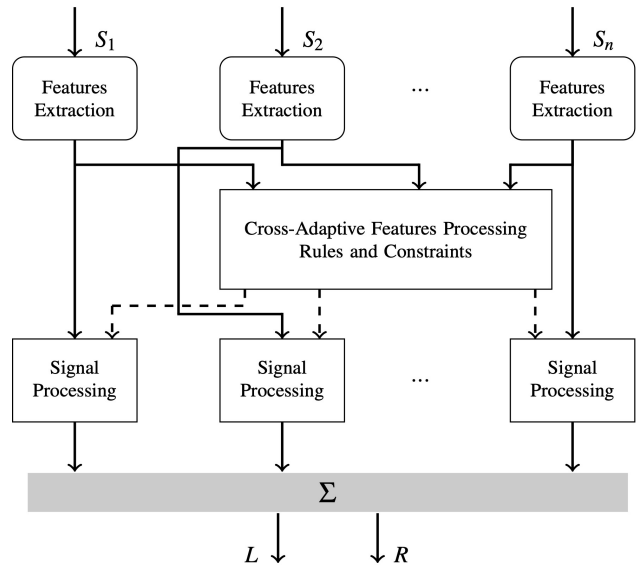 S1 S2 Sn
Features Extraction
Features Extraction
...
Features Extraction
Cross-Adaptive Features Processing
Rules and Constraints
Signal Processing
Signal Processing
...
Signal Processing
Σ
L R